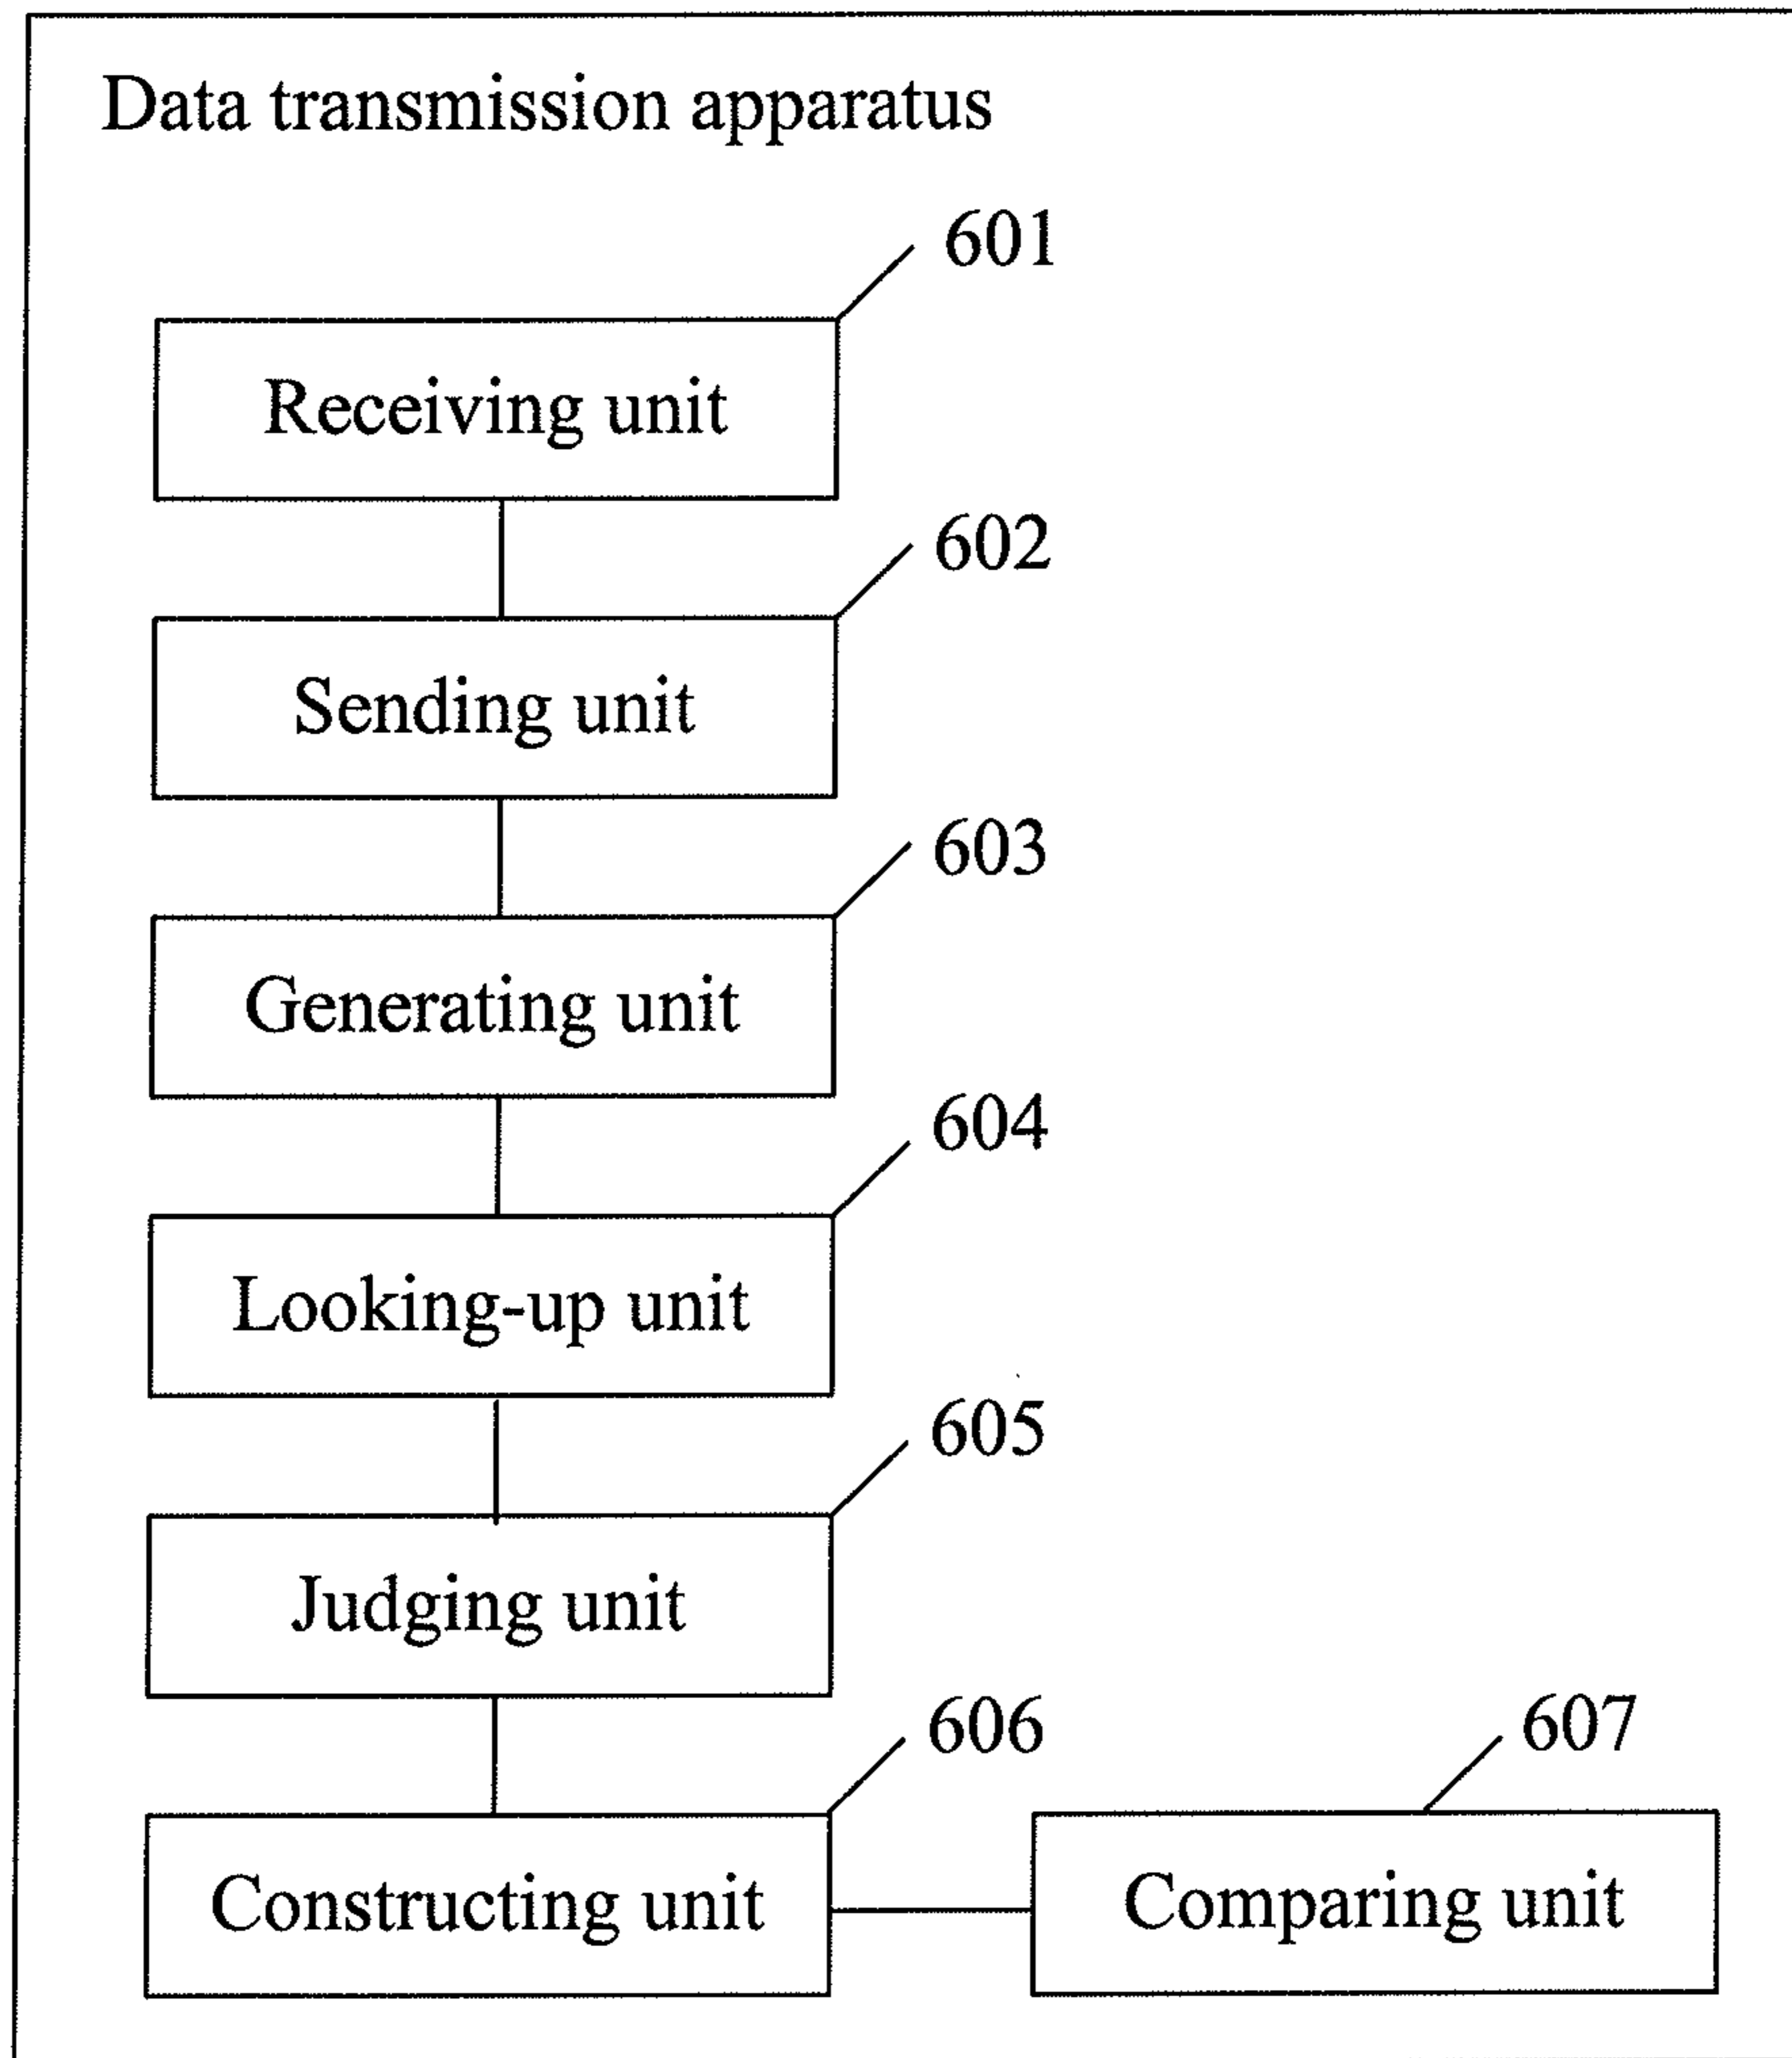 Data transmission apparatus
601
Receiving unit
602
Sending unit
603
Generating unit
604
Looking-up unit
605
Judging unit
606
607
Constructing unit
Comparing unit